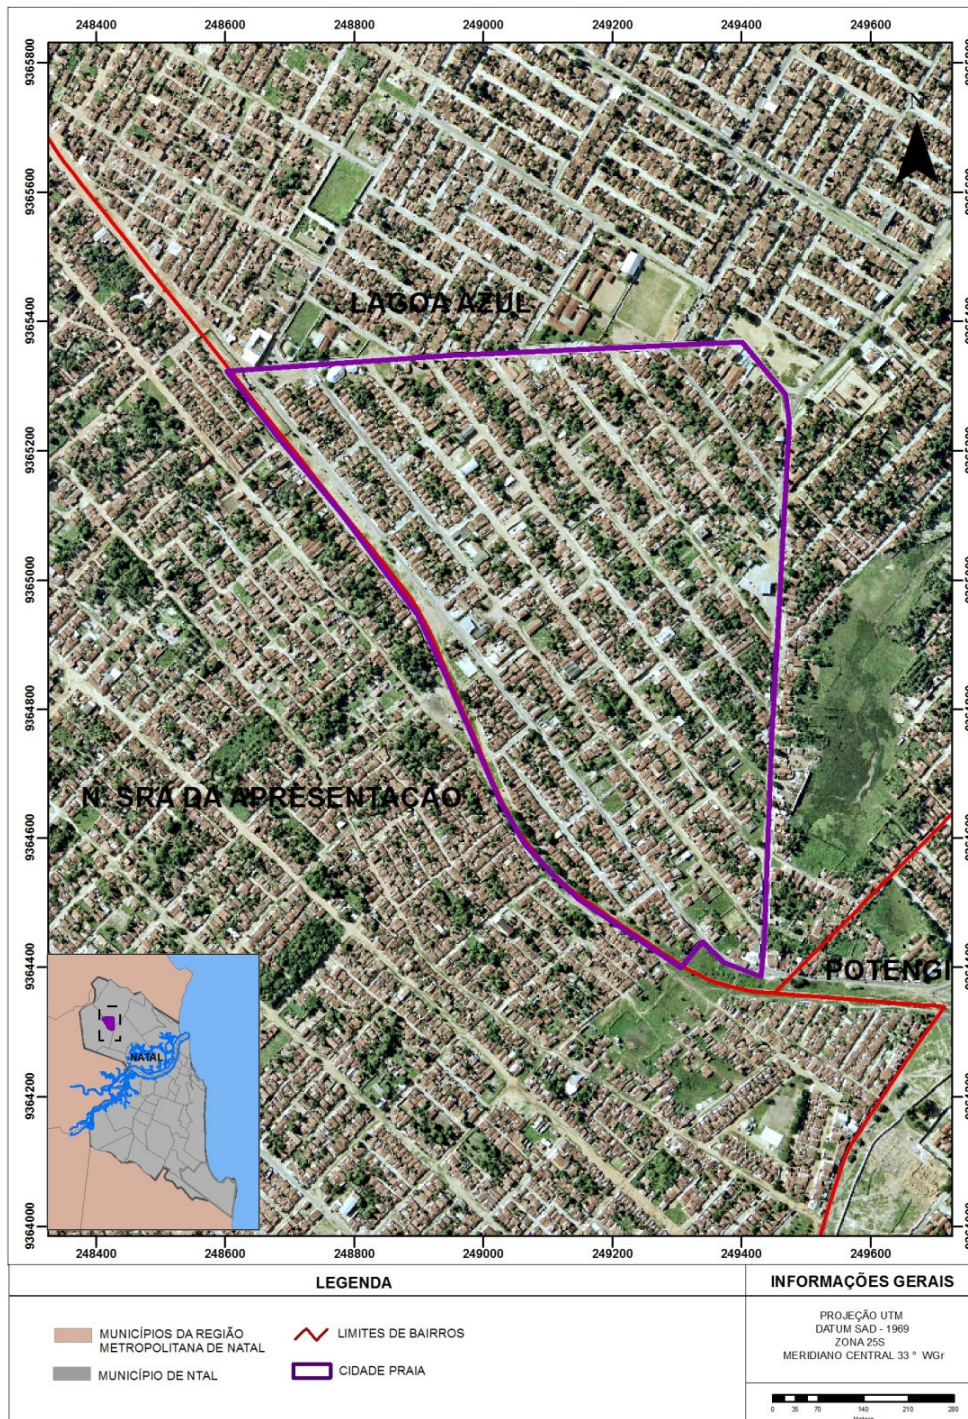 248400 248600 248800 249000 249200 249400 249600
9365800
9365600
9365400
9365200
9365000
9364800
9364600
9364400
9364200
9364000
N
LAGOA AZUL
N. SRA DA APRESENTAÇÃO
POTENGI
NATAL
248400 248600 248800 249000 249200 249400 249600
LEGENDA
MUNICÍPIOS DA REGIÃO
METROPOLITANA DE NATAL
LIMITES DE BAIRROS
MUNICÍPIO DE NTAL
CIDADE PRAIA
INFORMAÇÕES GERAIS
PROJEÇÃO UTM
DATUM SAD - 1969
ZONA 25S
MERIDIANO CENTRAL 33 ° WGr
0 35 70 140 210 280
Meters